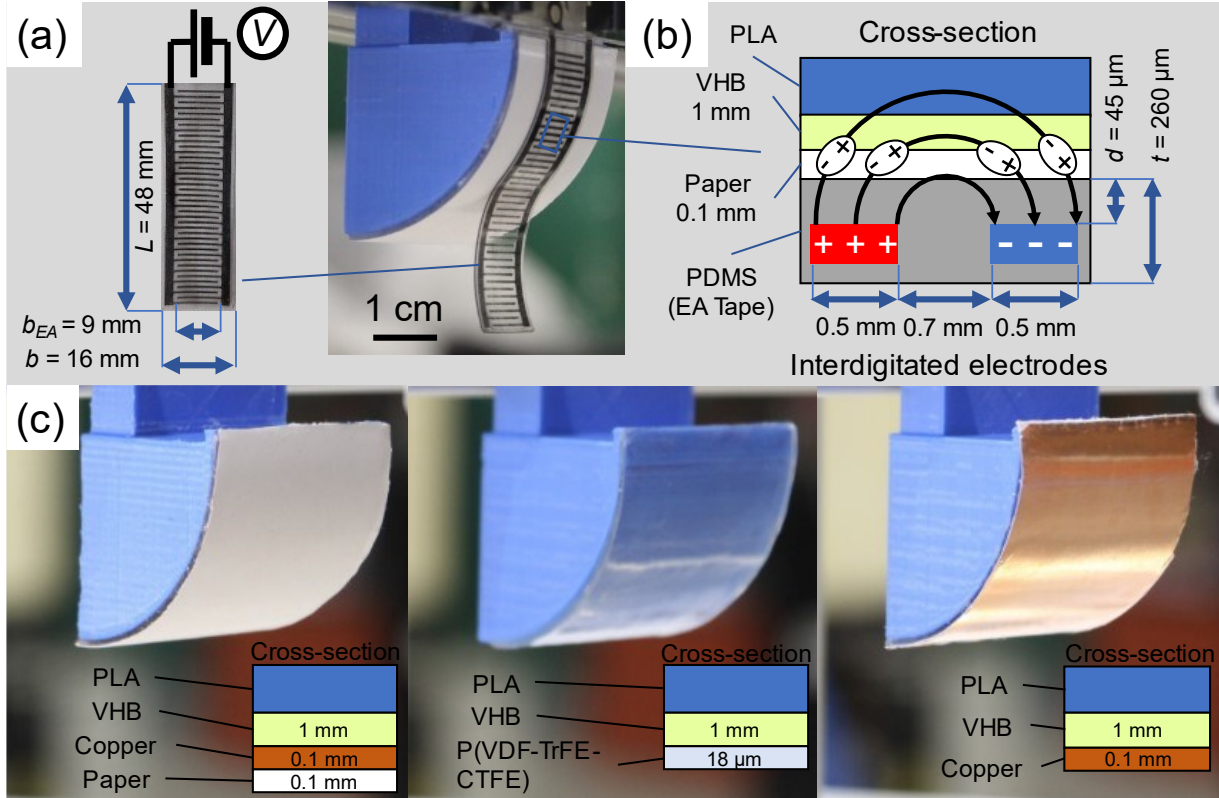 (a)
V
L = 48 mm
b_EA = 9 mm
b = 16 mm
1 cm
(b)
Cross-section
PLA
VHB
1 mm
Paper
0.1 mm
PDMS
(EA Tape)
- + - + - + - +
+ + +
- - -
d = 45 µm
t = 260 µm
0.5 mm 0.7 mm 0.5 mm
Interdigitated electrodes
(c)
Cross-section
PLA
VHB
1 mm
Copper
0.1 mm
Paper
0.1 mm
Cross-section
PLA
VHB
1 mm
P(VDF-TrFE-
CTFE)
18 µm
Cross-section
PLA
VHB
1 mm
Copper
0.1 mm